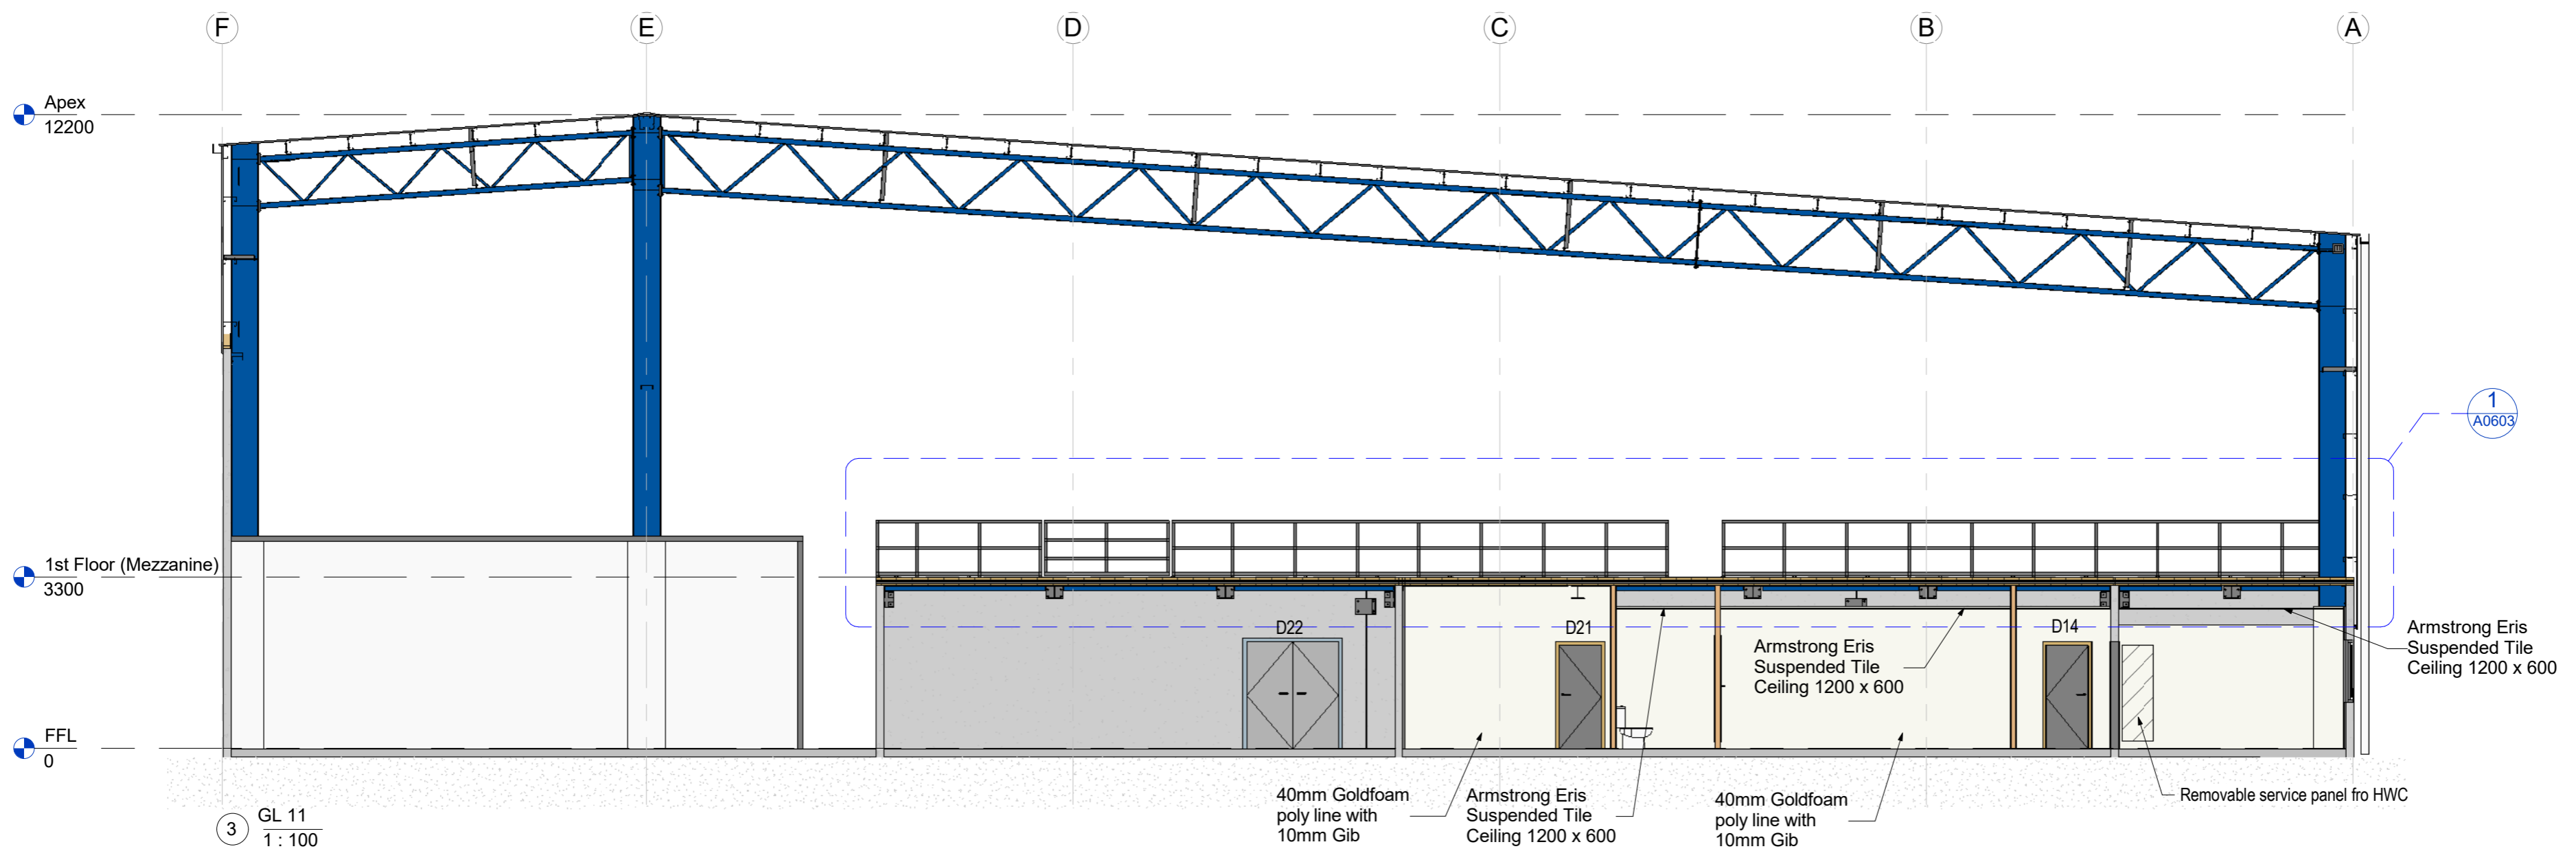 F E D C B A
Apex
12200
1
A0603
1st Floor (Mezzanine)
3300
D22
D21
D14
Armstrong Eris
Suspended Tile
Ceiling 1200 x 600
Armstrong Eris
Suspended Tile
Ceiling 1200 x 600
FFL
0
40mm Goldfoam
poly line with
10mm Gib
Armstrong Eris
Suspended Tile
Ceiling 1200 x 600
40mm Goldfoam
poly line with
10mm Gib
Removable service panel fro HWC
3
GL 11
1 : 100